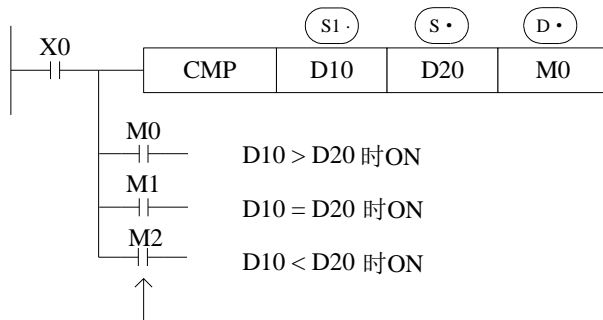 S1· S• D•
X0
CMP D10 D20 M0
M0
D10 > D20 时ON
M1
D10 = D20 时ON
M2
D10 < D20 时ON